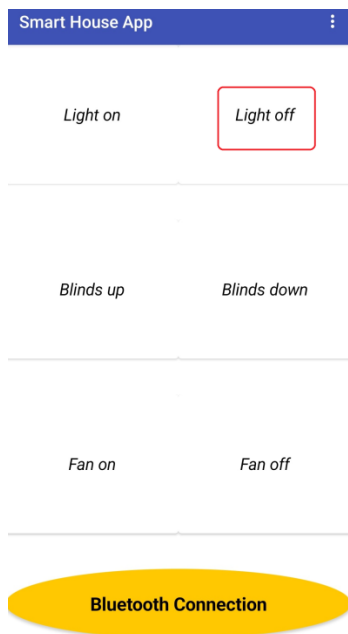 Smart House App
Light on
Light off
Blinds up
Blinds down
Fan on
Fan off
Bluetooth Connection